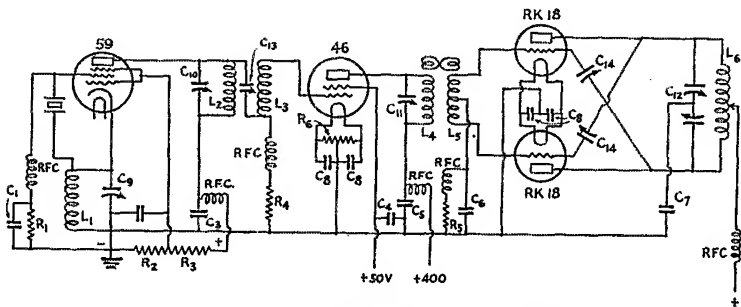 59
C13
46
RK 18
C14
L6
C10
L2
L3
C11
L4
L5
C8
C12
R6
RFC
C14
C9
RFC
C8 C8
RFC
RFC
RK 18
C1
R1
L1
R.F.C.
C3
R4
C4
C5
R5
C6
C7
- R2 R3 +
RFC
+50V +400
+